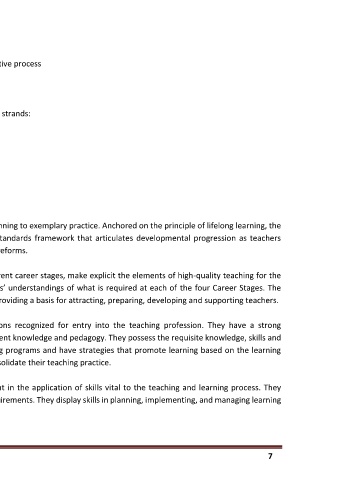 tive process
strands:
nning to exemplary practice. Anchored on the principle of lifelong learning, the
tandards framework that articulates developmental progression as teachers
eforms.
rent career stages, make explicit the elements of high-quality teaching for the
s' understandings of what is required at each of the four Career Stages. The
roviding a basis for attracting, preparing, developing and supporting teachers.
ons recognized for entry into the teaching profession. They have a strong
ent knowledge and pedagogy. They possess the requisite knowledge, skills and
g programs and have strategies that promote learning based on the learning
solidate their teaching practice.
nt in the application of skills vital to the teaching and learning process. They
uirements. They display skills in planning, implementing, and managing learning
7